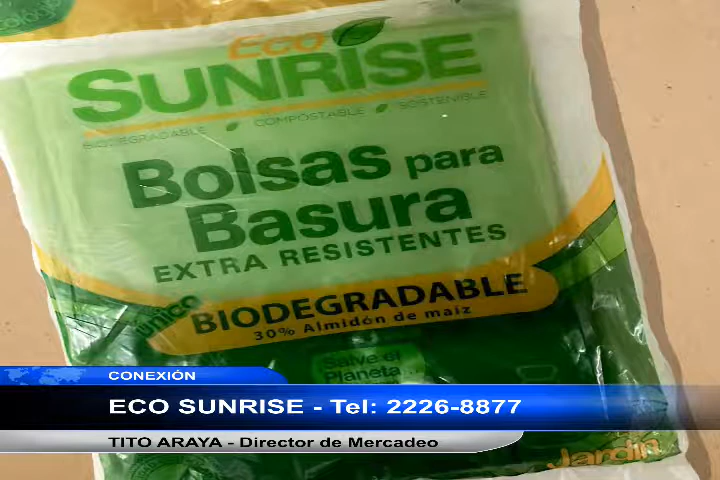 Eco
SUNRISE
BIODEGRADABLE COMPOSTABLE SOSTENIBLE
Bolsas para
Basura
EXTRA RESISTENTES
único
BIODEGRADABLE
30% Almidón de maíz
Salve el
Planeta
CONEXIÓN
ECO SUNRISE - Tel: 2226-8877
TITO ARAYA - Director de Mercadeo
Jardín